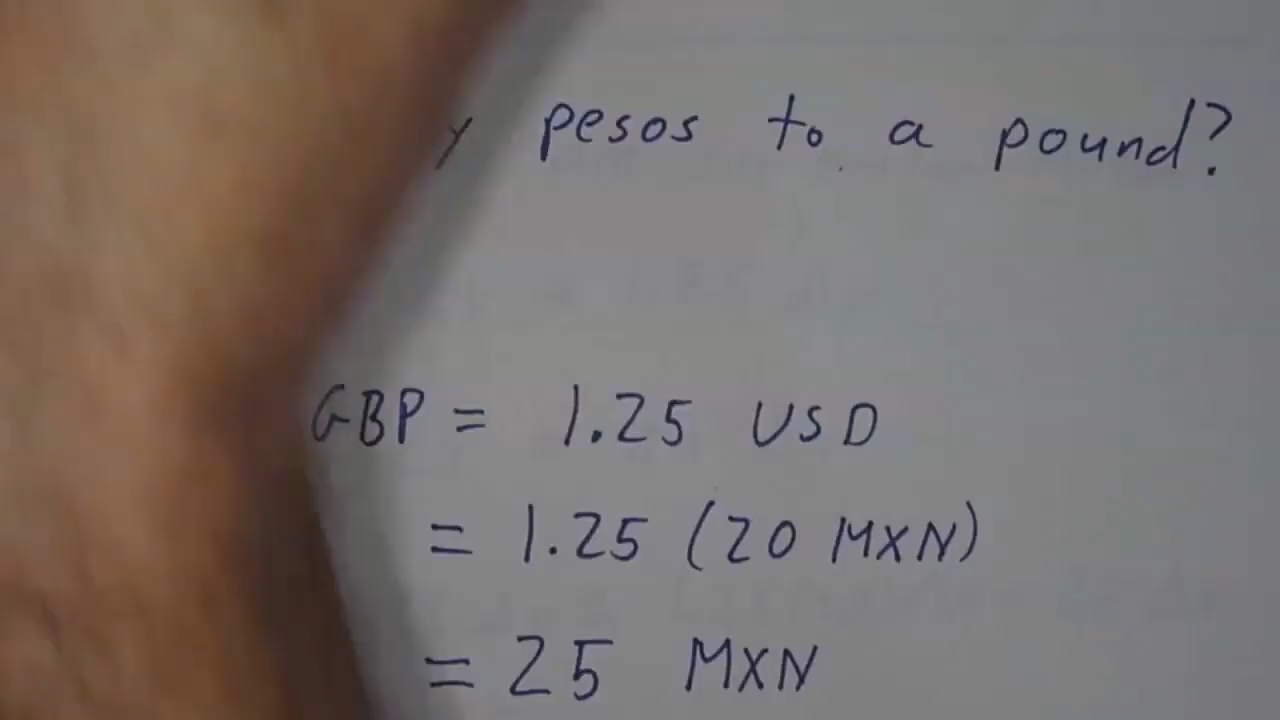 y pesos to a pound?
GBP = 1.25 USD
= 1.25 (20 MXN)
= 25 MXN